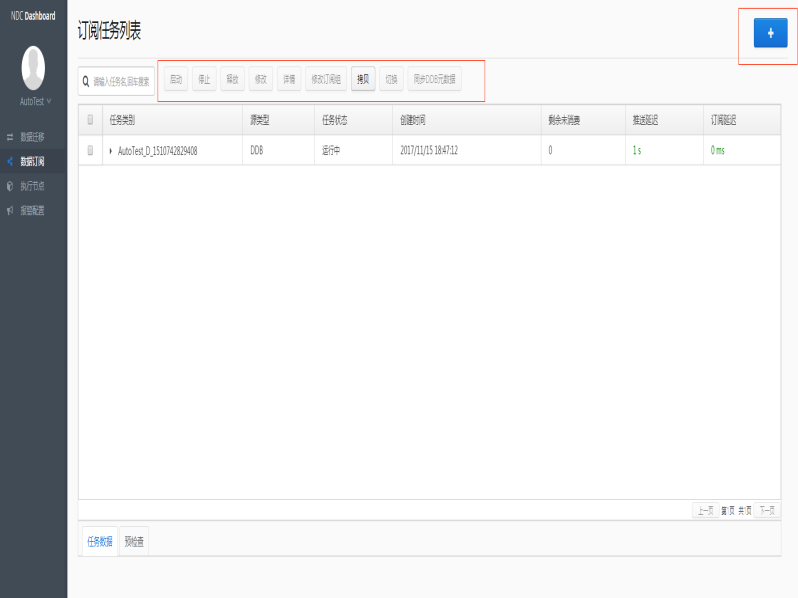 NDC Dashboard
AutoTest
数据迁移
数据订阅
执行节点
报警配置
订阅任务列表
+
请输入任务名,回车搜索
启动 停止 释放 修改 详情 修改订阅组 拷贝 切换 同步DDB元数据
任务类别 源类型 任务状态 创建时间 剩余未消费 推送延迟 订阅延迟
AutoTest_D_1510742829408 DDB 运行中 2017/11/15 18:47:12 0 1 s 0 ms
上一页 第1页 共1页 下一页
任务数据 预检查